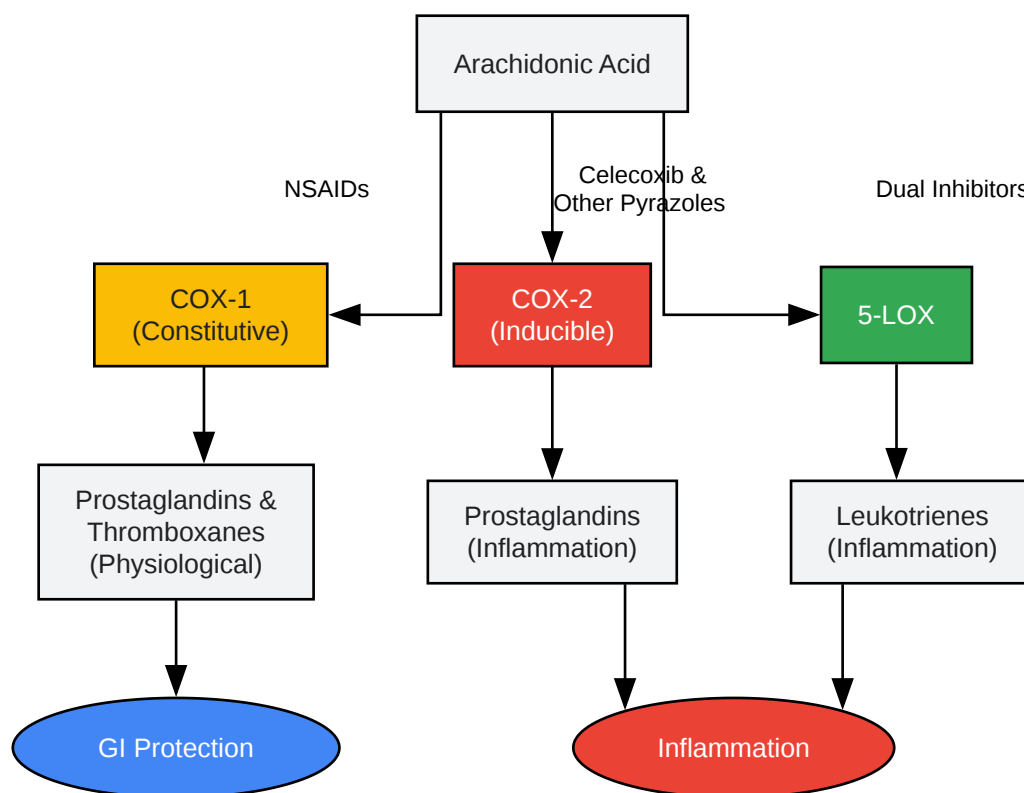 Arachidonic Acid
NSAIDs
Celecoxib &
Other Pyrazoles
Dual Inhibitors
COX-1
(Constitutive)
COX-2
(Inducible)
5-LOX
Prostaglandins &
Thromboxanes
(Physiological)
Prostaglandins
(Inflammation)
Leukotrienes
(Inflammation)
GI Protection
Inflammation